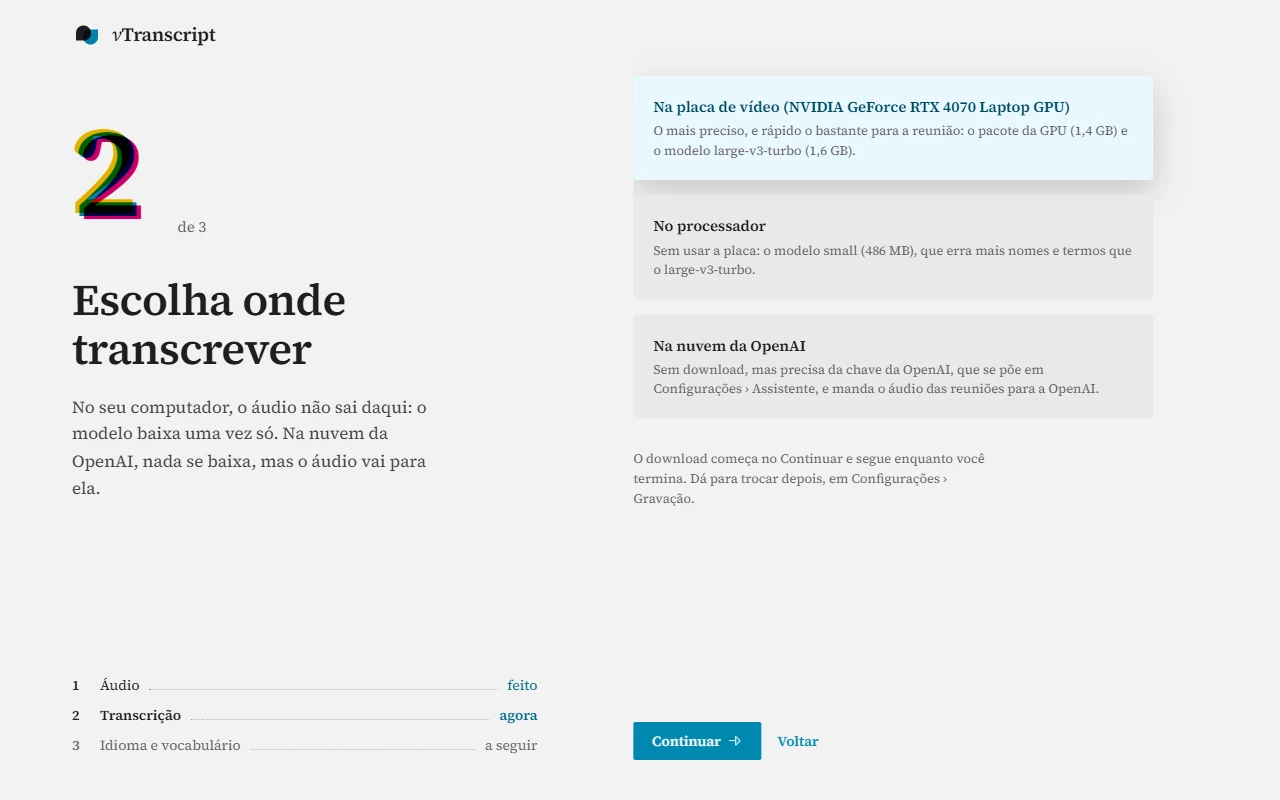 vTranscript
2
de 3
Escolha onde
transcrever
No seu computador, o áudio não sai daqui: o
modelo baixa uma vez só. Na nuvem da
OpenAI, nada se baixa, mas o áudio vai para
ela.
1 Áudio feito
2 Transcrição agora
3 Idioma e vocabulário a seguir
Na placa de vídeo (NVIDIA GeForce RTX 4070 Laptop GPU)
O mais preciso, e rápido o bastante para a reunião: o pacote da GPU (1,4 GB) e
o modelo large-v3-turbo (1,6 GB).
No processador
Sem usar a placa: o modelo small (486 MB), que erra mais nomes e termos que
o large-v3-turbo.
Na nuvem da OpenAI
Sem download, mas precisa da chave da OpenAI, que se põe em
Configurações › Assistente, e manda o áudio das reuniões para a OpenAI.
O download começa no Continuar e segue enquanto você
termina. Dá para trocar depois, em Configurações ›
Gravação.
Continuar → Voltar